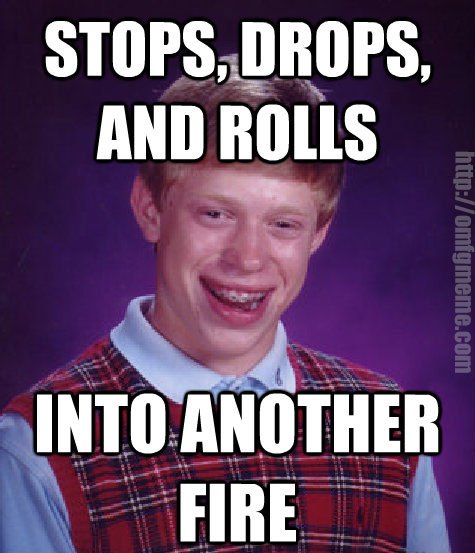 STOPS, DROPS,
AND ROLLS
INTO ANOTHER
FIRE
http://omfgmeme.com